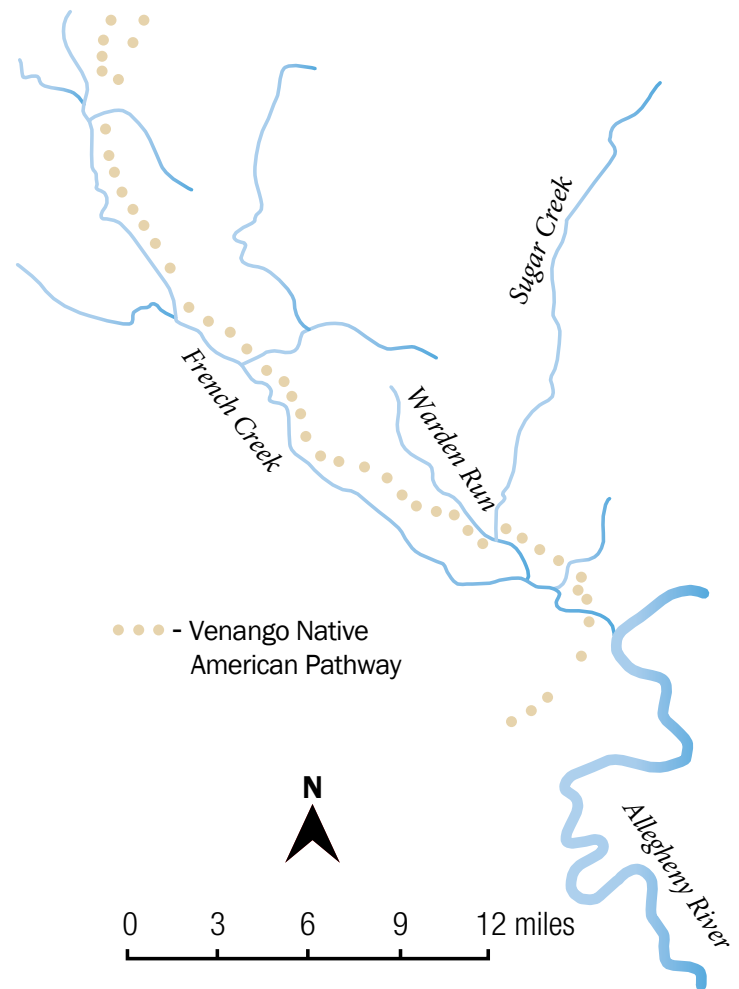 Sugar Creek
French Creek
Warden Run
- Venango Native
American Pathway
N
Allegheny River
0 3 6 9 12 miles